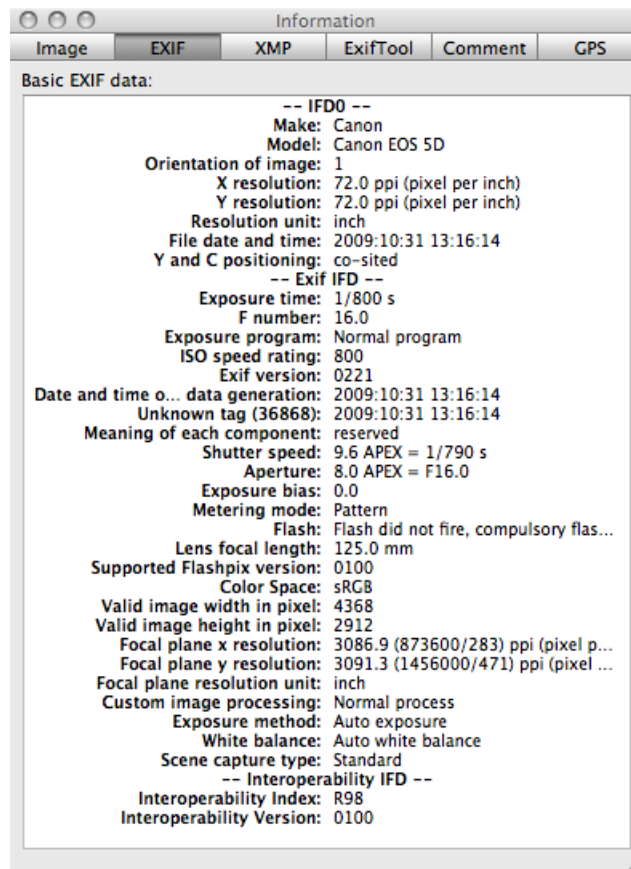 Information
Image EXIF XMP ExifTool Comment GPS
Basic EXIF data:
-- IFD0 --
Make: Canon
Model: Canon EOS 5D
Orientation of image: 1
X resolution: 72.0 ppi (pixel per inch)
Y resolution: 72.0 ppi (pixel per inch)
Resolution unit: inch
File date and time: 2009:10:31 13:16:14
Y and C positioning: co-sited
-- Exif IFD --
Exposure time: 1/800 s
F number: 16.0
Exposure program: Normal program
ISO speed rating: 800
Exif version: 0221
Date and time o... data generation: 2009:10:31 13:16:14
Unknown tag (36868): 2009:10:31 13:16:14
Meaning of each component: reserved
Shutter speed: 9.6 APEX = 1/790 s
Aperture: 8.0 APEX = F16.0
Exposure bias: 0.0
Metering mode: Pattern
Flash: Flash did not fire, compulsory flas...
Lens focal length: 125.0 mm
Supported Flashpix version: 0100
Color Space: sRGB
Valid image width in pixel: 4368
Valid image height in pixel: 2912
Focal plane x resolution: 3086.9 (873600/283) ppi (pixel p...
Focal plane y resolution: 3091.3 (1456000/471) ppi (pixel ...
Focal plane resolution unit: inch
Custom image processing: Normal process
Exposure method: Auto exposure
White balance: Auto white balance
Scene capture type: Standard
-- Interoperability IFD --
Interoperability Index: R98
Interoperability Version: 0100